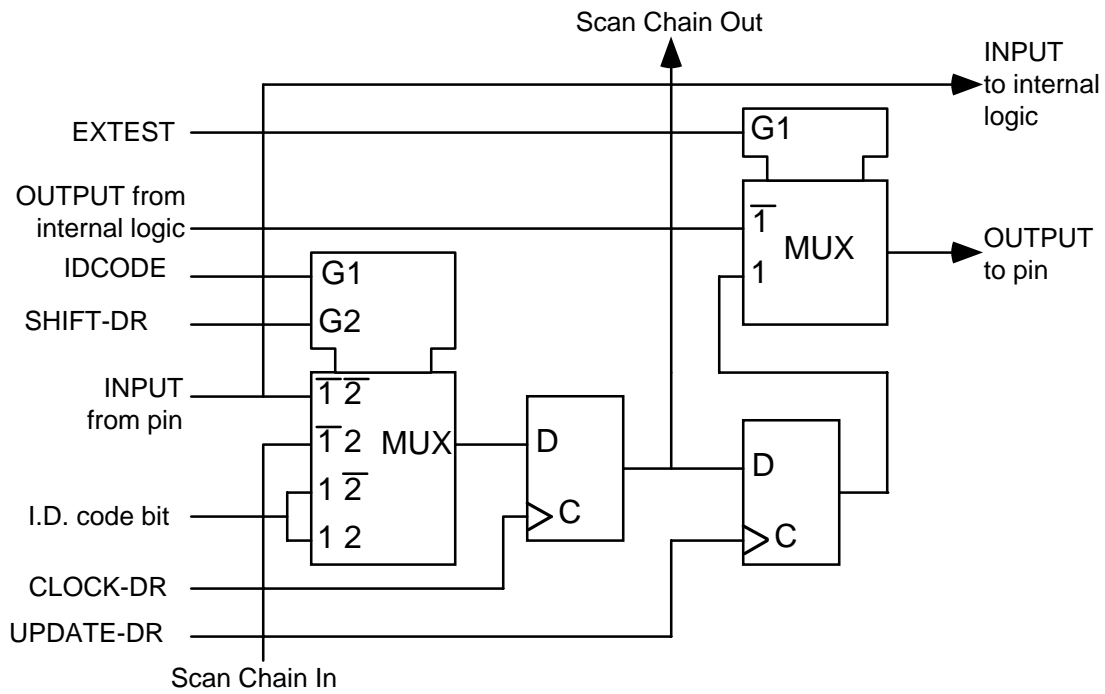 Scan Chain Out
INPUT
to internal
logic
EXTEST
G1
OUTPUT from
internal logic
1̅
MUX
1
OUTPUT
to pin
IDCODE
G1
SHIFT-DR
G2
INPUT
from pin
1̅ 2̅
1̅ 2
MUX
1 2̅
1 2
D
C
D
C
I.D. code bit
CLOCK-DR
UPDATE-DR
Scan Chain In